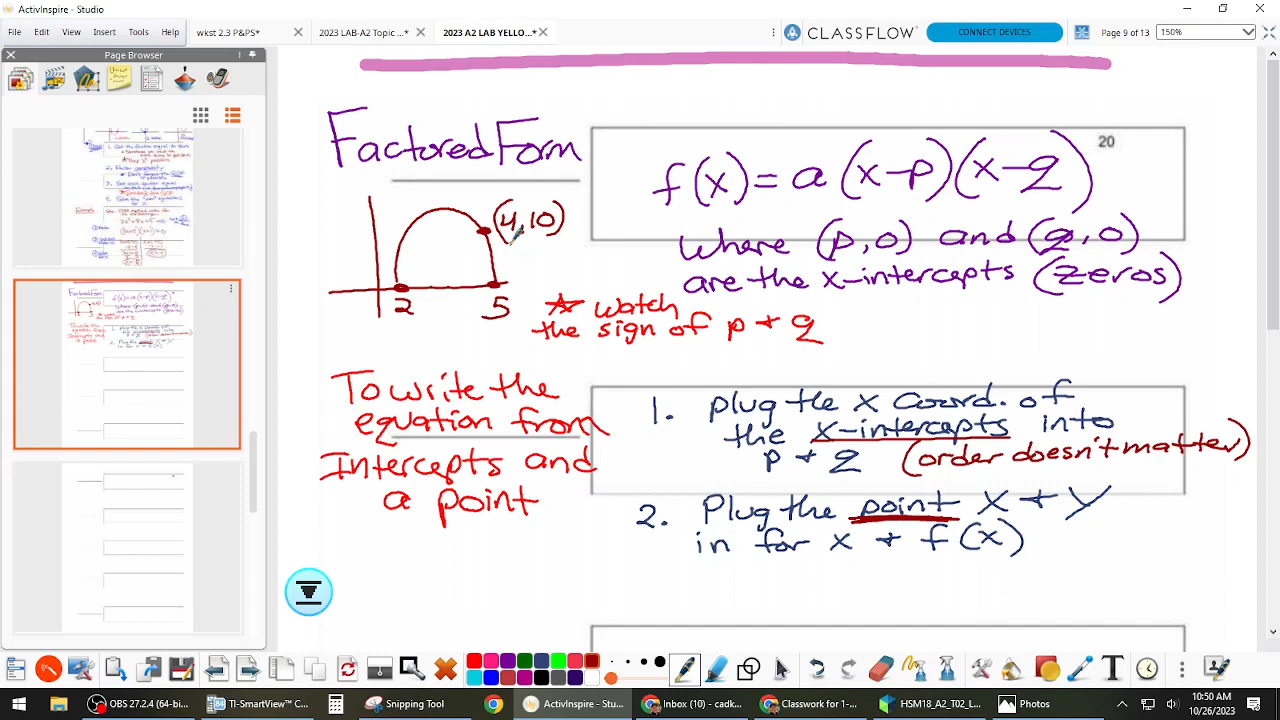 ActivInspire - Studio
File Edit View Insert Tools Help
wkst 2.3 P&PS*
2023 LAB
2023 A2 LAB YELLO...*
CLASSFLOW
CONNECT DEVICES
Page 9 of 13
150%
Page Browser
Factored Form
20
f(x) = a(x-p)(x-q)
where (p,0) and (q,0)
are the x-intercepts (zeros)
(4,10)
2 5
☆ watch
the sign of p + q
To write the
equation from
Intercepts and
a point
1. plug the x coord. of
the x-intercepts into
p + q (order doesn't matter)
2. Plug the point x + y
in for x + f(x)
OBS 27.2.4 (64-bi...
TI-SmartView™ C...
Snipping Tool
ActivInspire - Stu...
Inbox (10) - cadk...
Classwork for 1A...
HSM18_A2_T02_L...
Photos
10:50 AM
10/26/2023